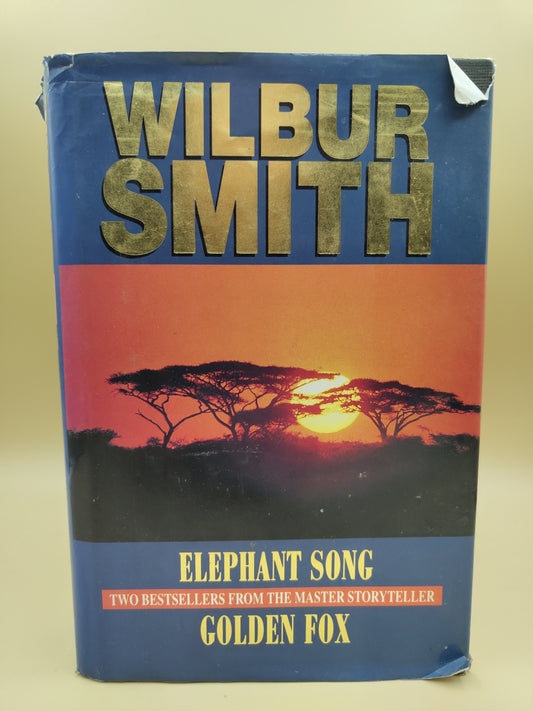 WILBUR
SMITH
ELEPHANT SONG
TWO BESTSELLERS FROM THE MASTER STORYTELLER
GOLDEN FOX